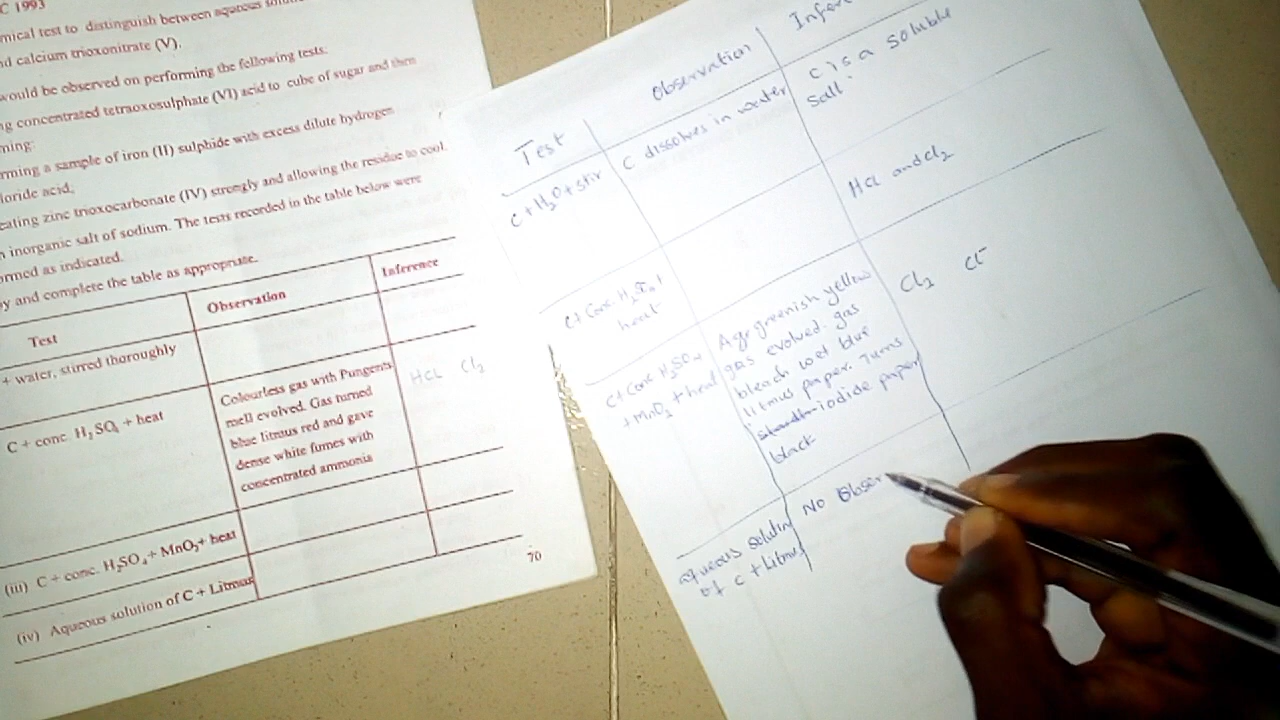 C 1993
mical test to distinguish between aqueous
nd calcium trioxonitrate (V).
would be observed on performing the following tests:
ng concentrated tetraoxosulphate (VI) acid to cube of sugar and then
ming:
rming a sample of iron (II) sulphide with excess dilute hydrogen
loride acid;
eating zinc trioxocarbonate (IV) strongly and allowing the residue to cool.
n inorganic salt of sodium. The tests recorded in the table below were
ormed as indicated.
y and complete the table as appropriate.
Test
Observation
Inference
+ water, stirred thoroughly
C + conc. H₂SO₄ + heat
Colourless gas with Pungents
mell evolved. Gas turned
blue litmus red and gave
dense white fumes with
concentrated ammonia
HCL Cl₂
(iii) C + conc. H₂SO₄ + MnO₂ + heat
(iv) Aqueous solution of C + Litmus
70
Test
Observation
Infer
C + H₂O + stir
C dissolves in water
C is a soluble
salt
C + Conc. H₂SO₄ +
heat
HCL and Cl₂
C + Conc H₂SO₄
+ MnO₂ + heat
A greenish yellow
gas evolved. gas
bleach wet blue
litmus paper. Turns
iodide paper
black
Cl₂ Cl⁻
aqueous solution
of C + Litmus
No Obser